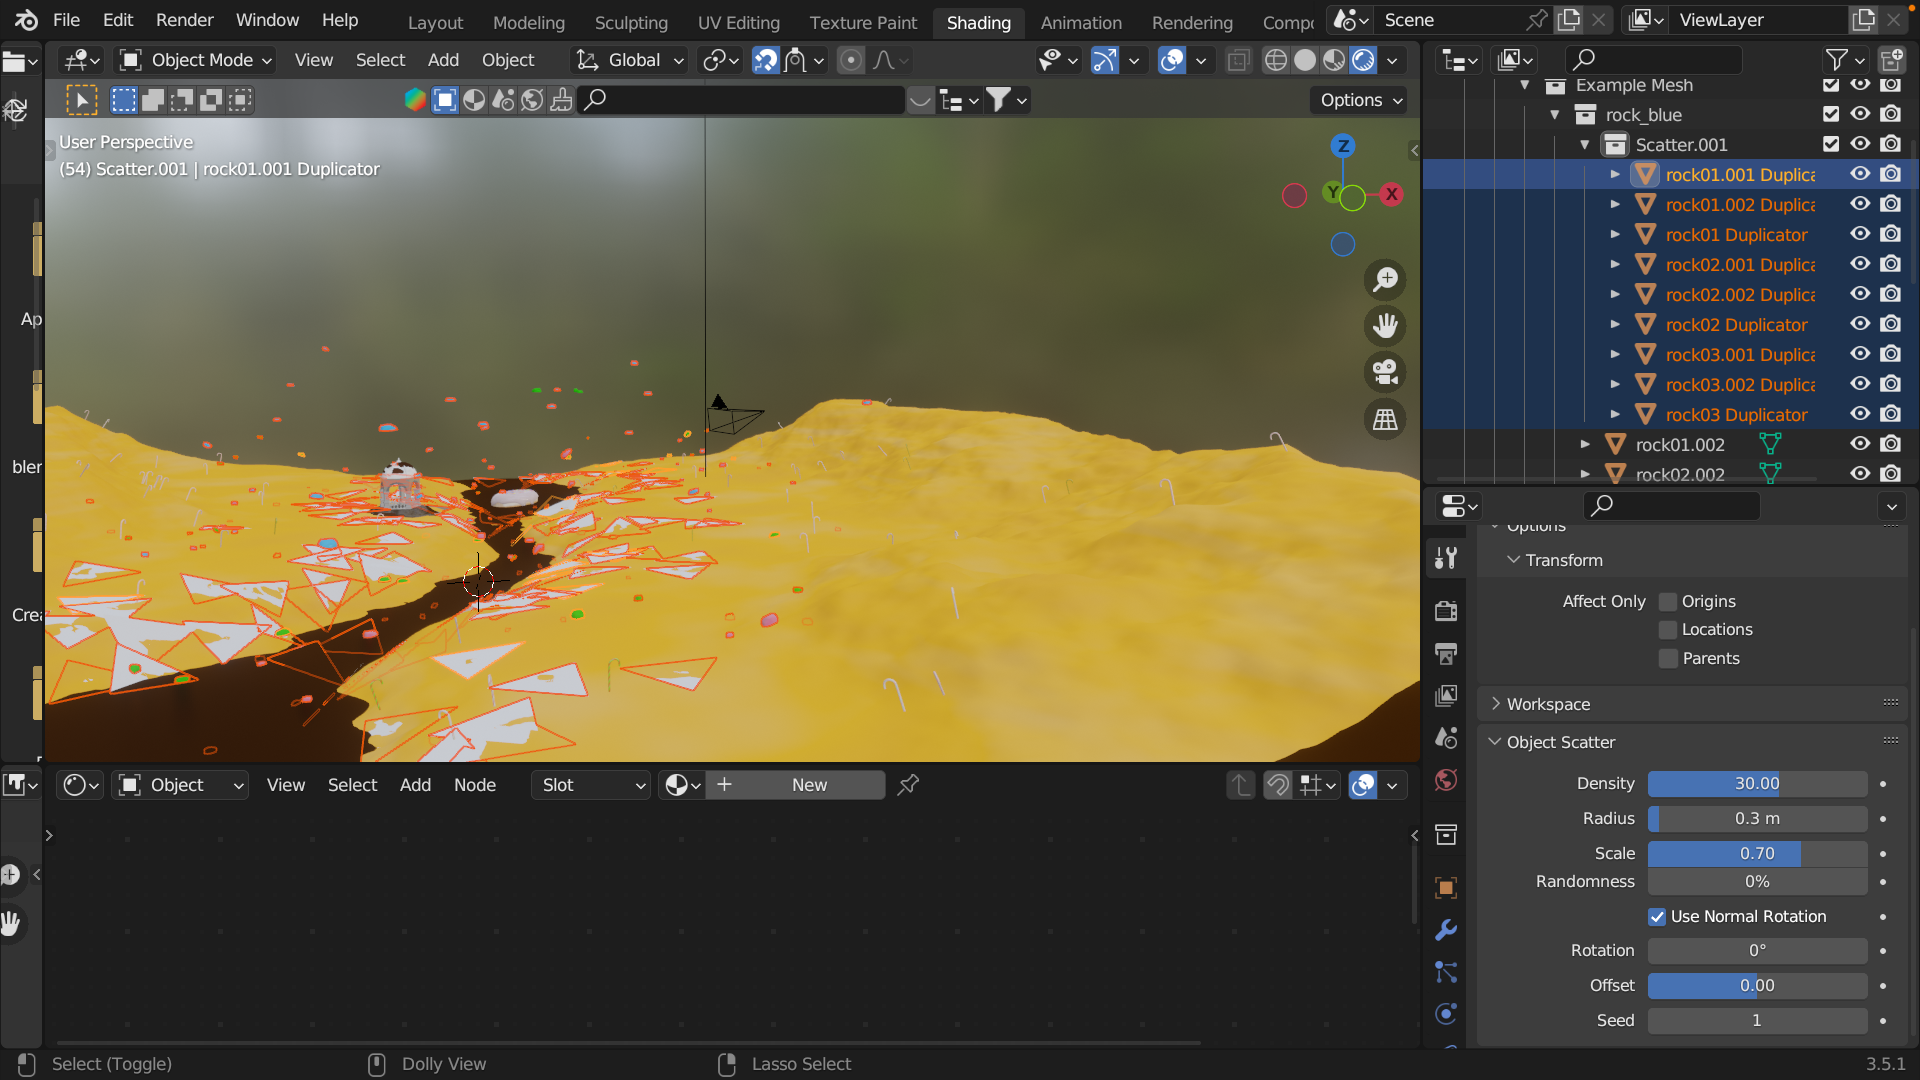 File Edit Render Window Help Layout Modeling Sculpting UV Editing Texture Paint Shading Animation Rendering Scene ViewLayer
Object Mode View Select Add Object Global
Options
User Perspective
(54) Scatter.001 | rock01.001 Duplicator
Z
Y
X
Example Mesh
rock_blue
Scatter.001
rock01.001 Duplica
rock01.002 Duplica
rock01 Duplicator
rock02.001 Duplica
rock02.002 Duplica
rock02 Duplicator
rock03.001 Duplica
rock03.002 Duplica
rock03 Duplicator
rock01.002
rock02.002
Ap
bler
Crea
Options
Transform
Affect Only Origins
Locations
Parents
Workspace
Object Scatter
Density 30.00
Radius 0.3 m
Scale 0.70
Randomness 0%
Use Normal Rotation
Rotation 0°
Offset 0.00
Seed 1
Object View Select Add Node Slot New
Select (Toggle) Dolly View Lasso Select 3.5.1